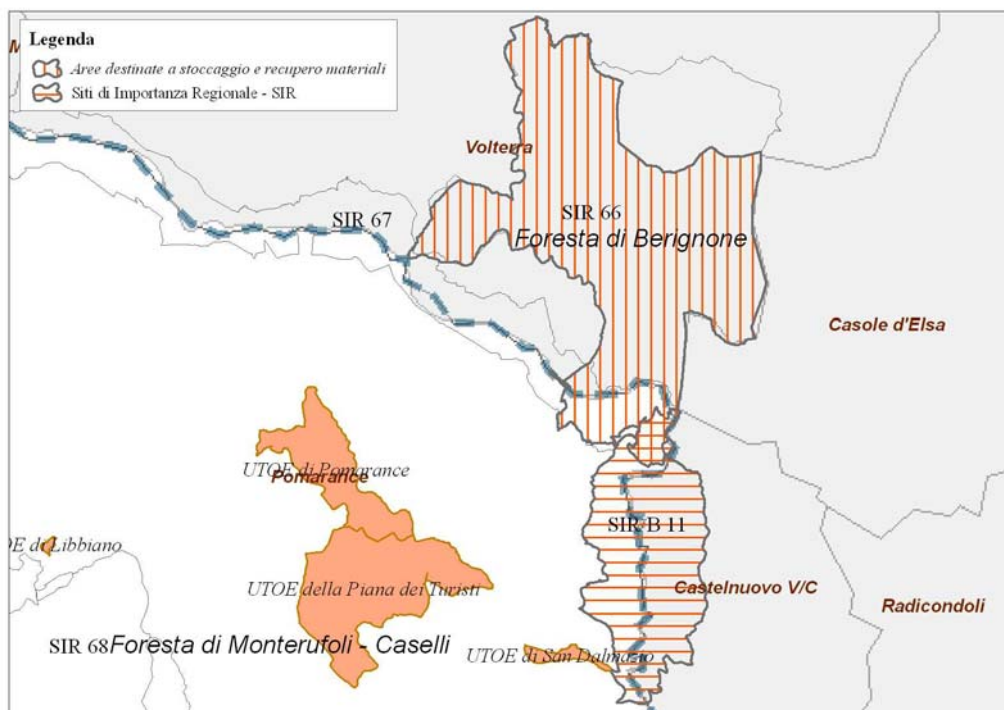 Legenda
Aree destinate a stoccaggio e recupero materiali
Siti di Importanza Regionale - SIR
M
Volterra
SIR 67
SIR 66
Foresta di Berignone
Casole d'Elsa
UTOE di Pomarance
Pomarance
SIR B 11
OE di Libbiano
UTOE della Piana dei Turisti
Castelnuovo V/C
Radicondoli
SIR 68 Foresta di Monterufoli - Caselli
UTOE di San Dalmazio